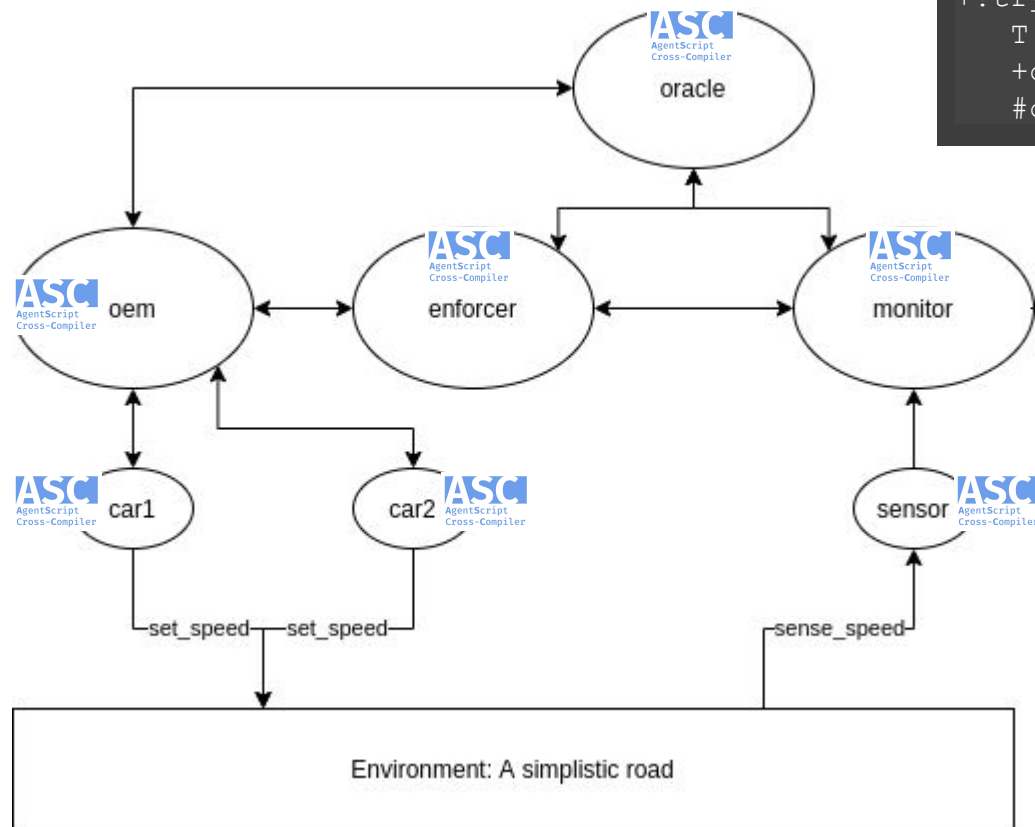 ASC
AgentScript
Cross-Compiler
oracle
T
ASC
AgentScript
Cross-Compiler
oem
ASC
AgentScript
Cross-Compiler
enforcer
ASC
AgentScript
Cross-Compiler
monitor
ASC
AgentScript
Cross-Compiler
car1
car2
ASC
AgentScript
Cross-Compiler
sensor
ASC
AgentScript
Cross-Compiler
set_speed
set_speed
sense_speed
Environment: A simplistic road